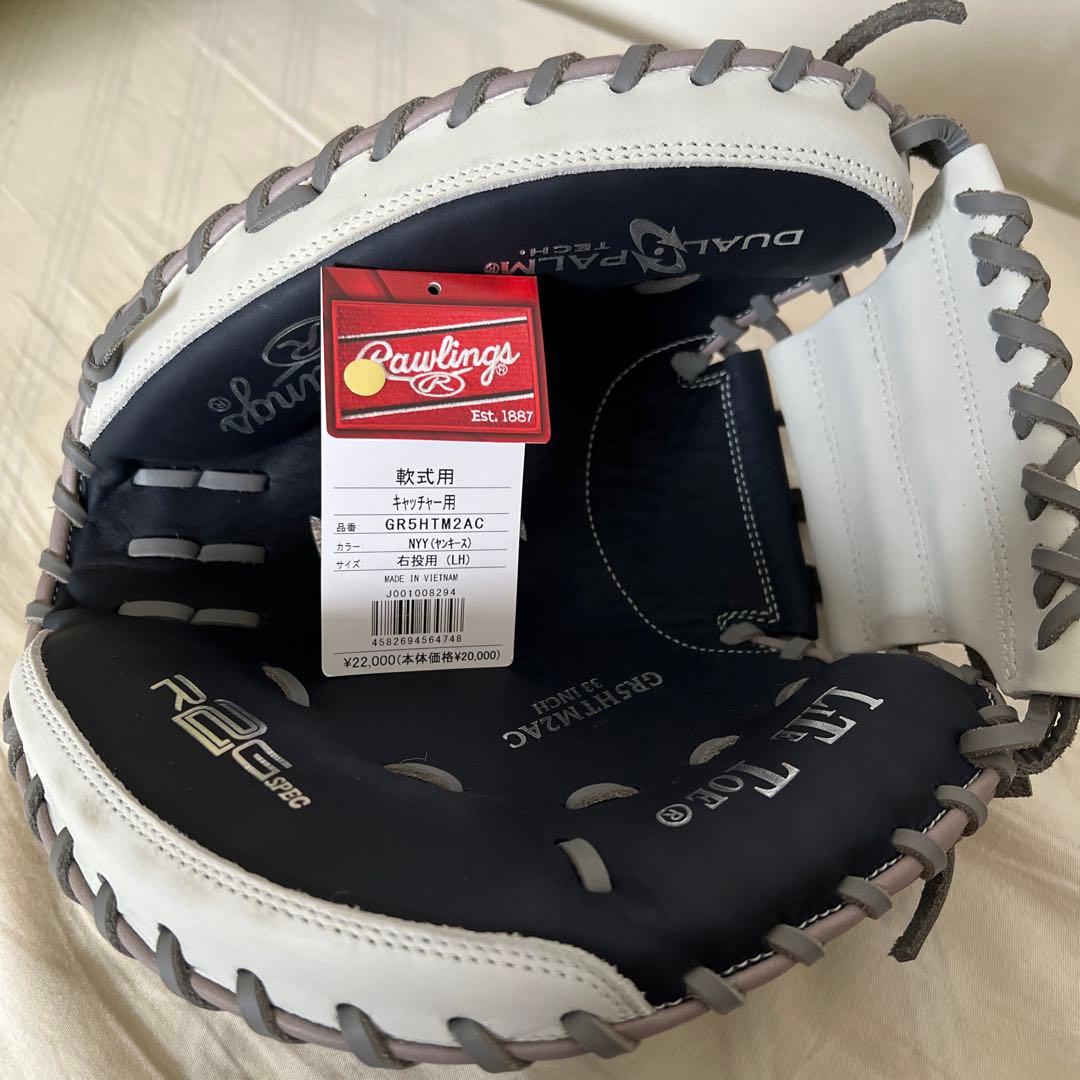 DUAL PALM®
TECH.
Rawlings®
R
Est. 1887
ings®
R
軟式用
キャッチャー用
品番 GR5HTM2AC
カラー NYY(ヤンキース)
サイズ 右投用 (LH)
MADE IN VIETNAM
J001008294
4582694564748
¥22,000(本体価格¥20,000)
R2G
SPEC
GR5HTM2AC
33 INCH
LITE TOE®